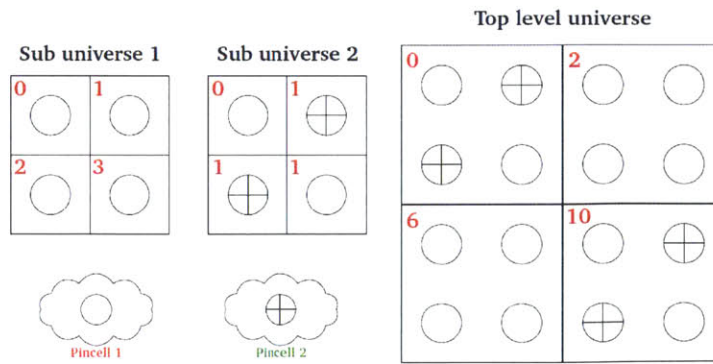 Top level universe
Sub universe 1
Sub universe 2
0 1
0 1
0 2
2 3
1 1
6 10
Pincell 1
Pincell 2